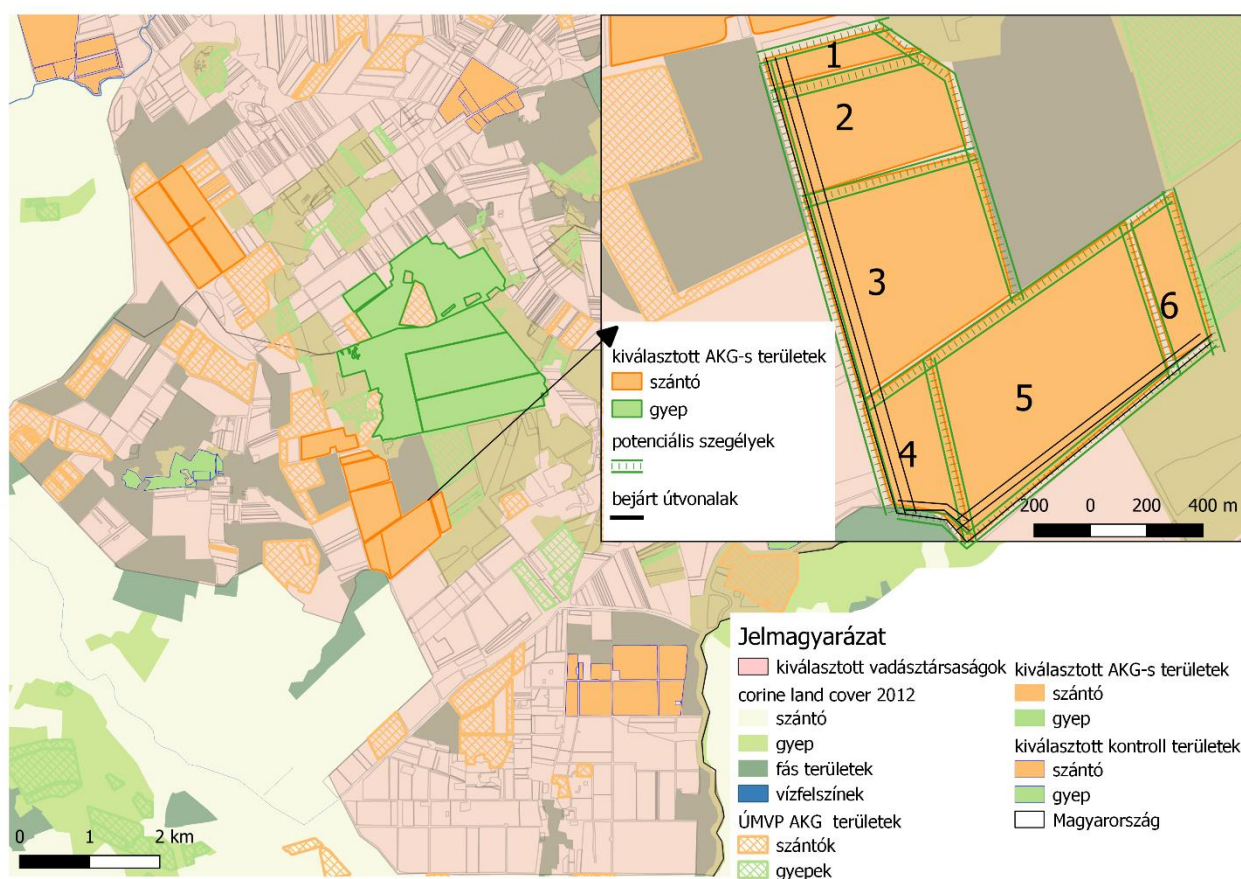 1
2
3
4
5
6
kiválasztott AKG-s területek
szántó
gyep
potenciális szegélyek
bejárt útvonalak
200 0 200 400 m
Jelmagyarázat
kiválasztott vadásztársaságok
corine land cover 2012
szántó
gyep
fás területek
vízfelszínek
ÚMVP AKG területek
szántók
gyepek
kiválasztott AKG-s területek
szántó
gyep
kiválasztott kontroll területek
szántó
gyep
Magyarország
0 1 2 km